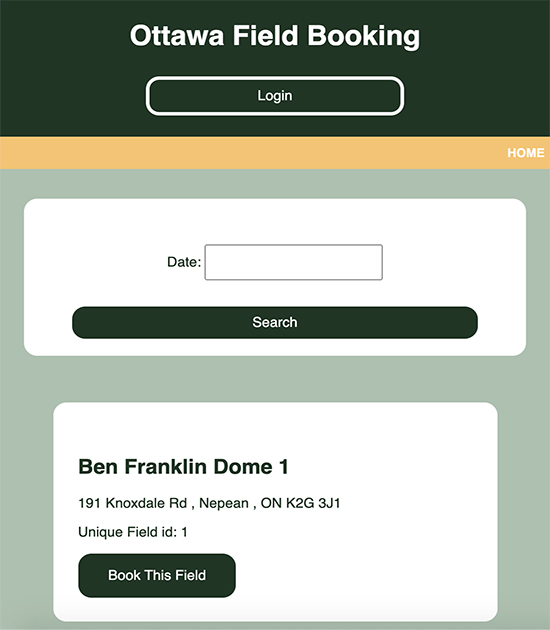 Ottawa Field Booking
Login
HOME
Date:
Search
Ben Franklin Dome 1
191 Knoxdale Rd , Nepean , ON K2G 3J1
Unique Field id: 1
Book This Field